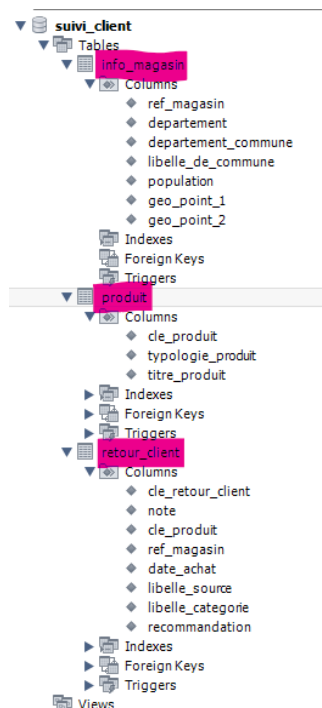 suivi_client
Tables
info_magasin
Columns
ref_magasin
departement
departement_commune
libelle_de_commune
population
geo_point_1
geo_point_2
Indexes
Foreign Keys
Triggers
produit
Columns
cle_produit
typologie_produit
titre_produit
Indexes
Foreign Keys
Triggers
retour_client
Columns
cle_retour_client
note
cle_produit
ref_magasin
date_achat
libelle_source
libelle_categorie
recommandation
Indexes
Foreign Keys
Triggers
Views